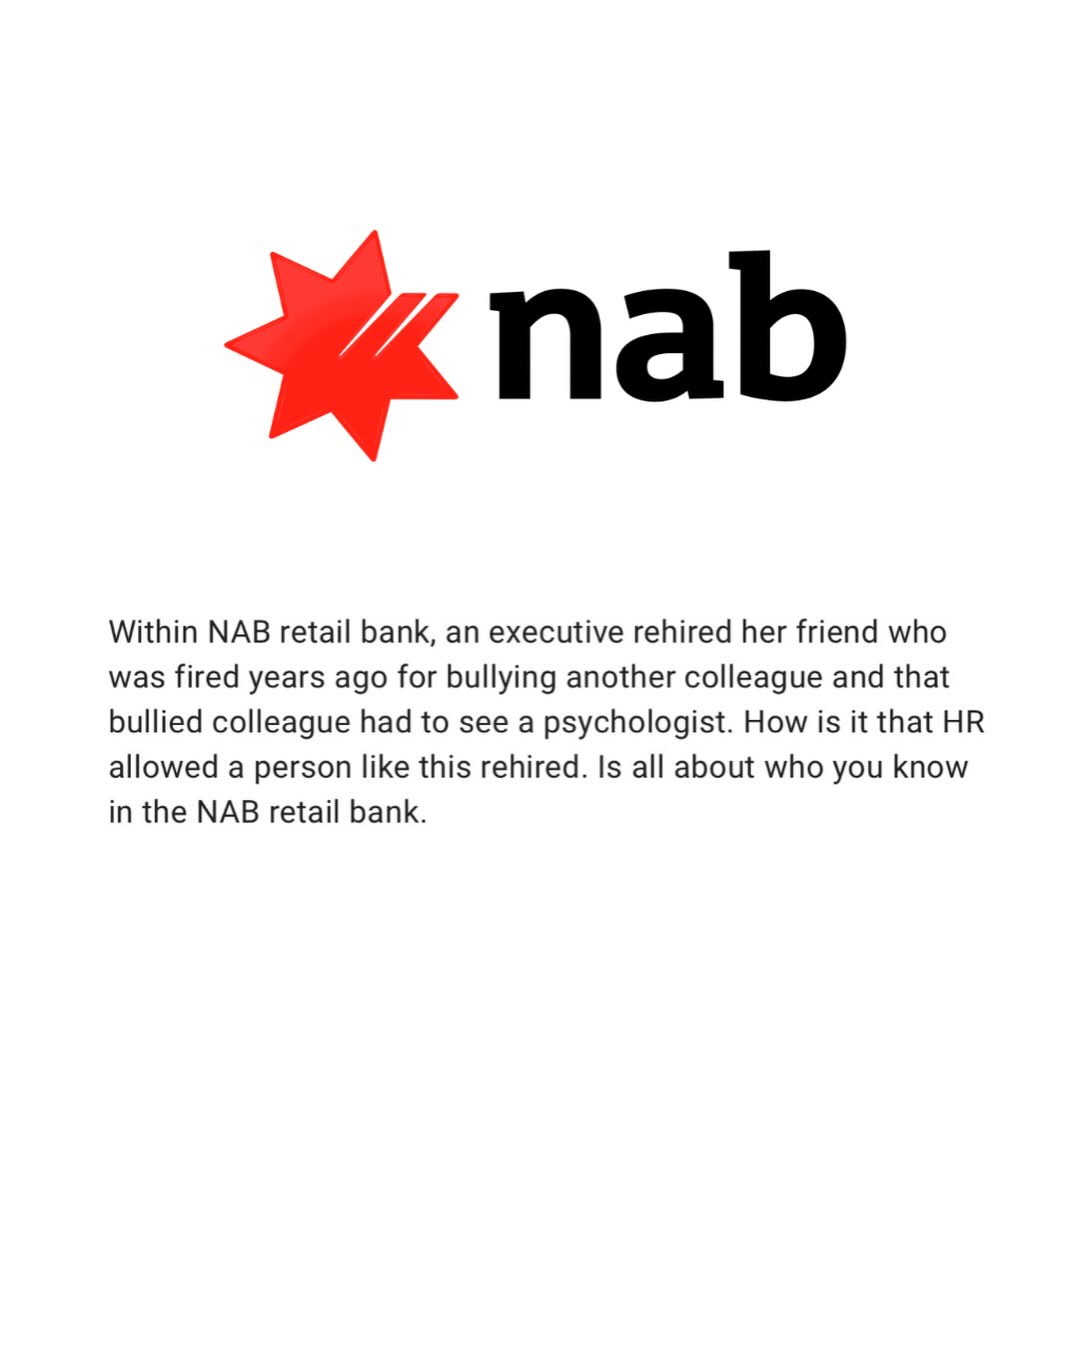 nab
Within NAB retail bank, an executive rehired her friend who
was fired years ago for bullying another colleague and that
bullied colleague had to see a psychologist. How is it that HR
allowed a person like this rehired. Is all about who you know
in the NAB retail bank.